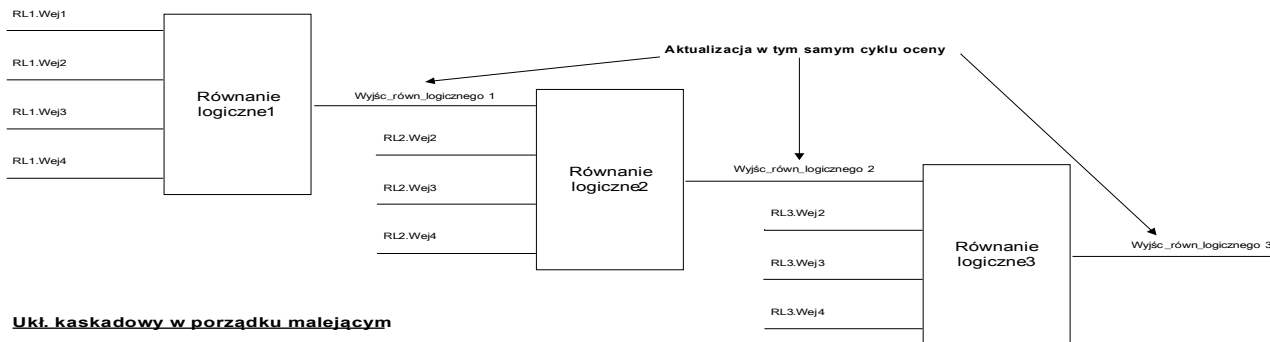 RL1.Wej1
RL1.Wej2
RL1.Wej3
RL1.Wej4
Równanie
logiczne1
Aktualizacja w tym samym cyklu oceny
Wyjśc_równ_logicznego 1
RL2.Wej2
RL2.Wej3
RL2.Wej4
Równanie
logiczne2
Wyjśc_równ_logicznego 2
RL3.Wej2
RL3.Wej3
RL3.Wej4
Równanie
logiczne3
Wyjśc_równ_logicznego 3
Ukł. kaskadowy w porządku malejącym